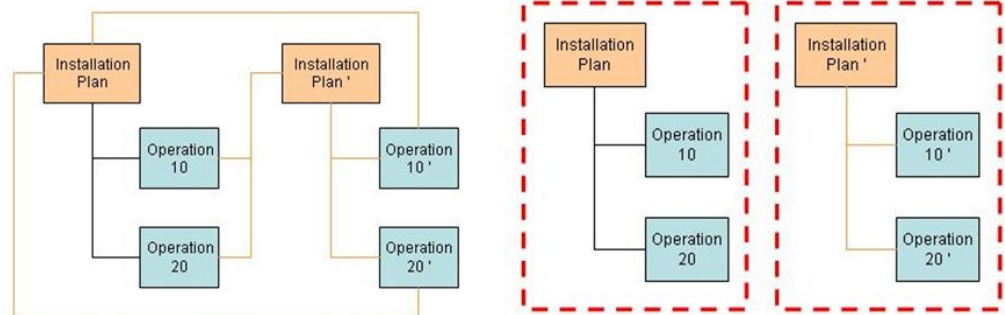 Installation
Plan
Operation
10
Operation
20
Installation
Plan '
Operation
10 '
Operation
20 '
Installation
Plan
Operation
10
Operation
20
Installation
Plan '
Operation
10 '
Operation
20 '